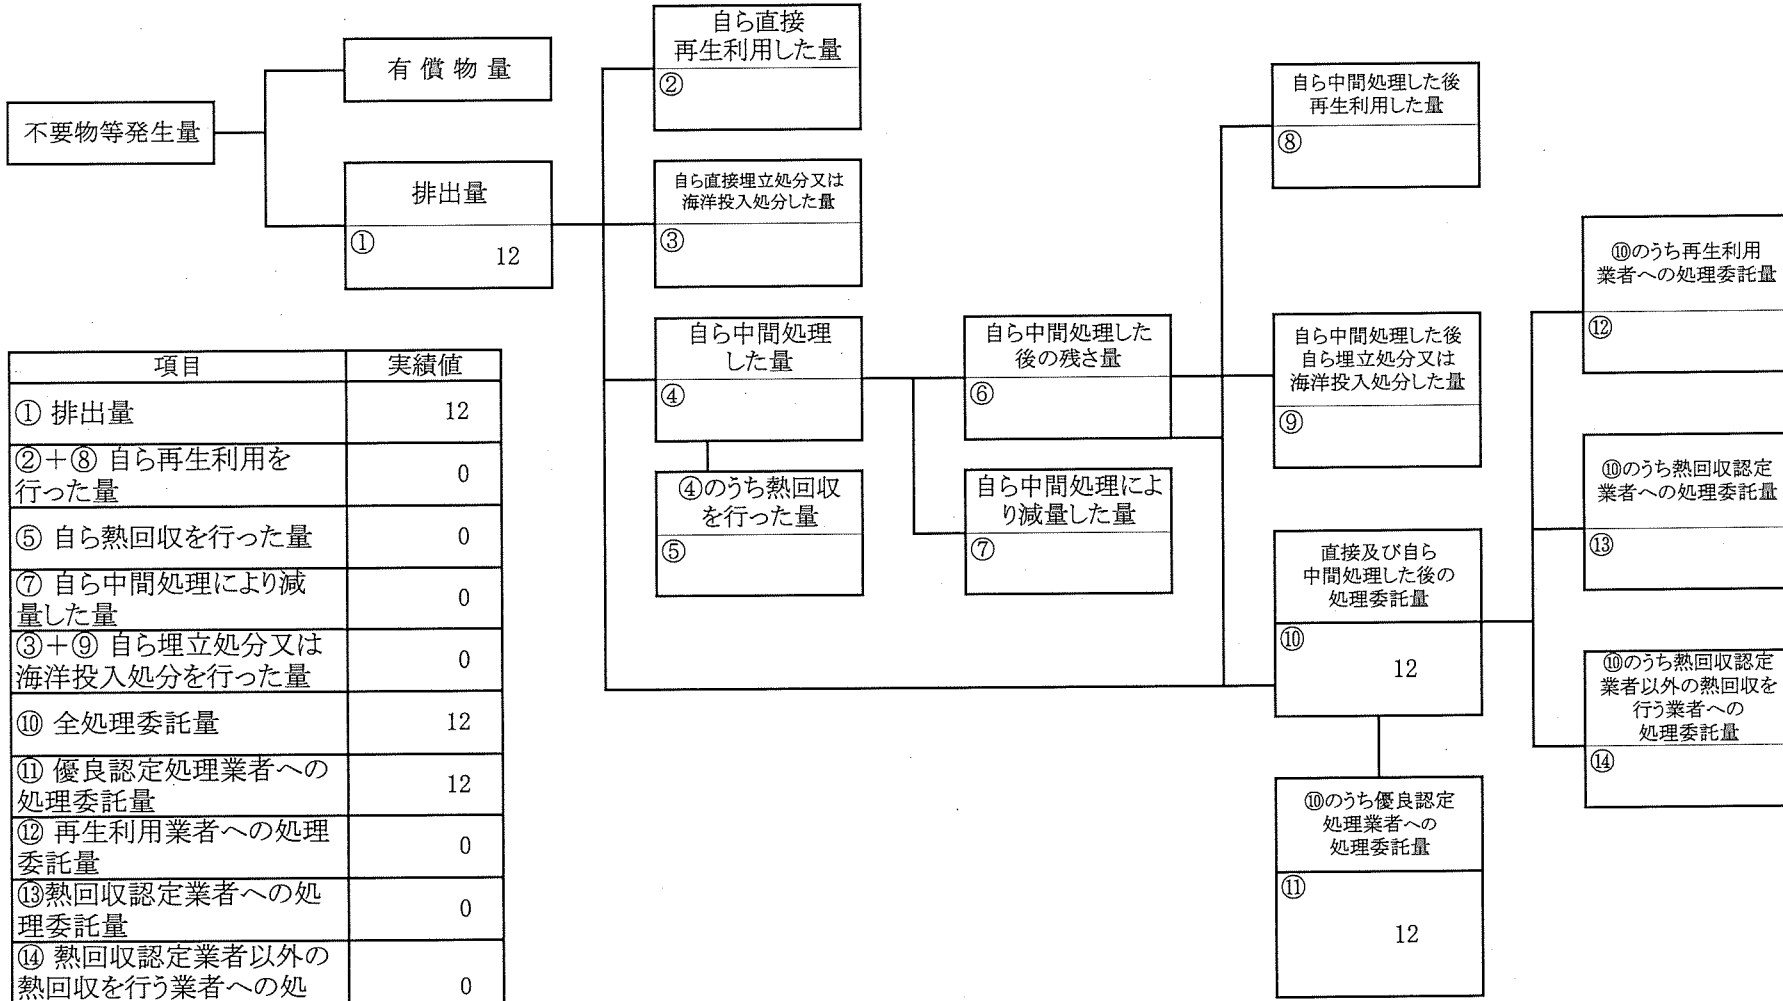 不要物等発生量
有償物量
排出量
①
12
自ら直接
再生利用した量
②
自ら直接埋立処分又は
海洋投入処分した量
③
自ら中間処理
した量
④
④のうち熱回収
を行った量
⑤
自ら中間処理した
後の残さ量
⑥
自ら中間処理によ
り減量した量
⑦
自ら中間処理した後
再生利用した量
⑧
自ら中間処理した後
自ら埋立処分又は
海洋投入処分した量
⑨
直接及び自ら
中間処理した後の
処理委託量
⑩
12
⑩のうち優良認定
処理業者への
処理委託量
⑪
12
⑩のうち再生利用
業者への処理委託量
⑫
⑩のうち熱回収認定
業者への処理委託量
⑬
⑩のうち熱回収認定
業者以外の熱回収を
行う業者への
処理委託量
⑭
項目 実績値
① 排出量 12
②+⑧ 自ら再生利用を
行った量 0
⑤ 自ら熱回収を行った量 0
⑦ 自ら中間処理により減
量した量 0
③+⑨ 自ら埋立処分又は
海洋投入処分を行った量 0
⑩ 全処理委託量 12
⑪ 優良認定処理業者への
処理委託量 12
⑫ 再生利用業者への処理
委託量 0
⑬熱回収認定業者への処
理委託量 0
⑭ 熱回収認定業者以外の
熱回収を行う業者への処 0